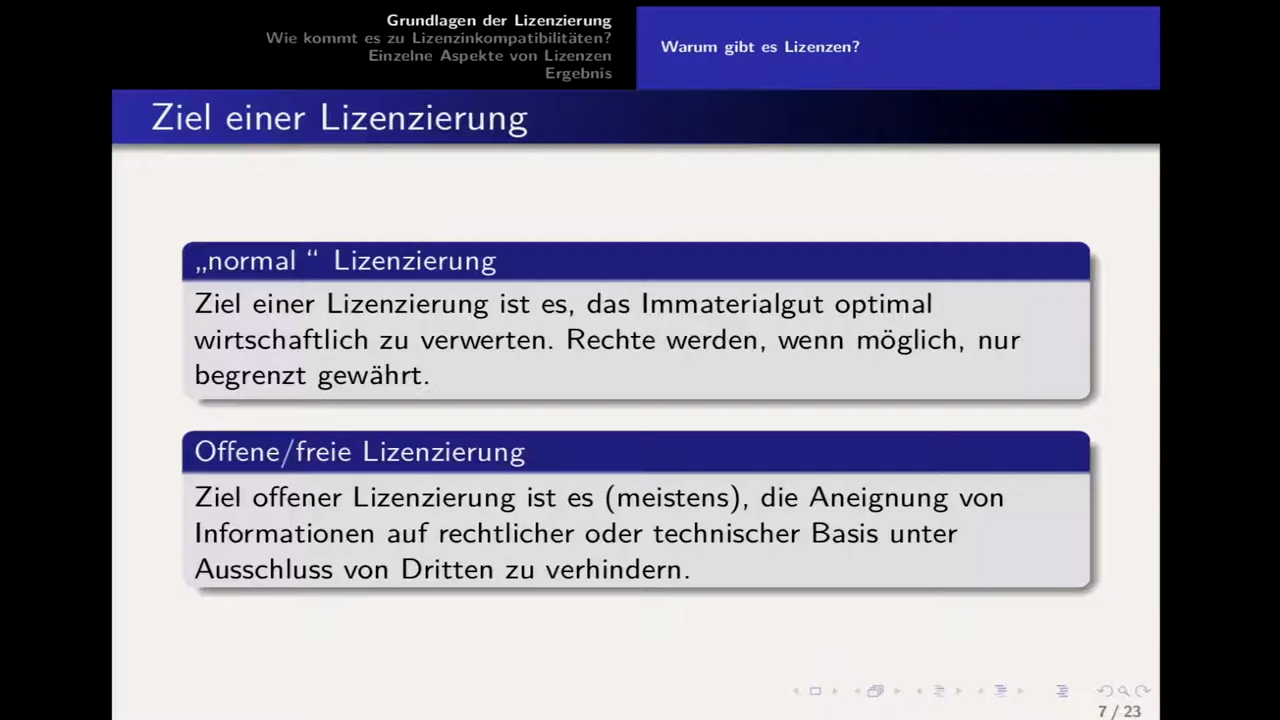 Grundlagen der Lizenzierung
Wie kommt es zu Lizenzinkompatibilitäten?
Einzelne Aspekte von Lizenzen
Ergebnis
Warum gibt es Lizenzen?
Ziel einer Lizenzierung
„normal “ Lizenzierung
Ziel einer Lizenzierung ist es, das Immaterialgut optimal
wirtschaftlich zu verwerten. Rechte werden, wenn möglich, nur
begrenzt gewährt.
Offene/freie Lizenzierung
Ziel offener Lizenzierung ist es (meistens), die Aneignung von
Informationen auf rechtlicher oder technischer Basis unter
Ausschluss von Dritten zu verhindern.
7 / 23